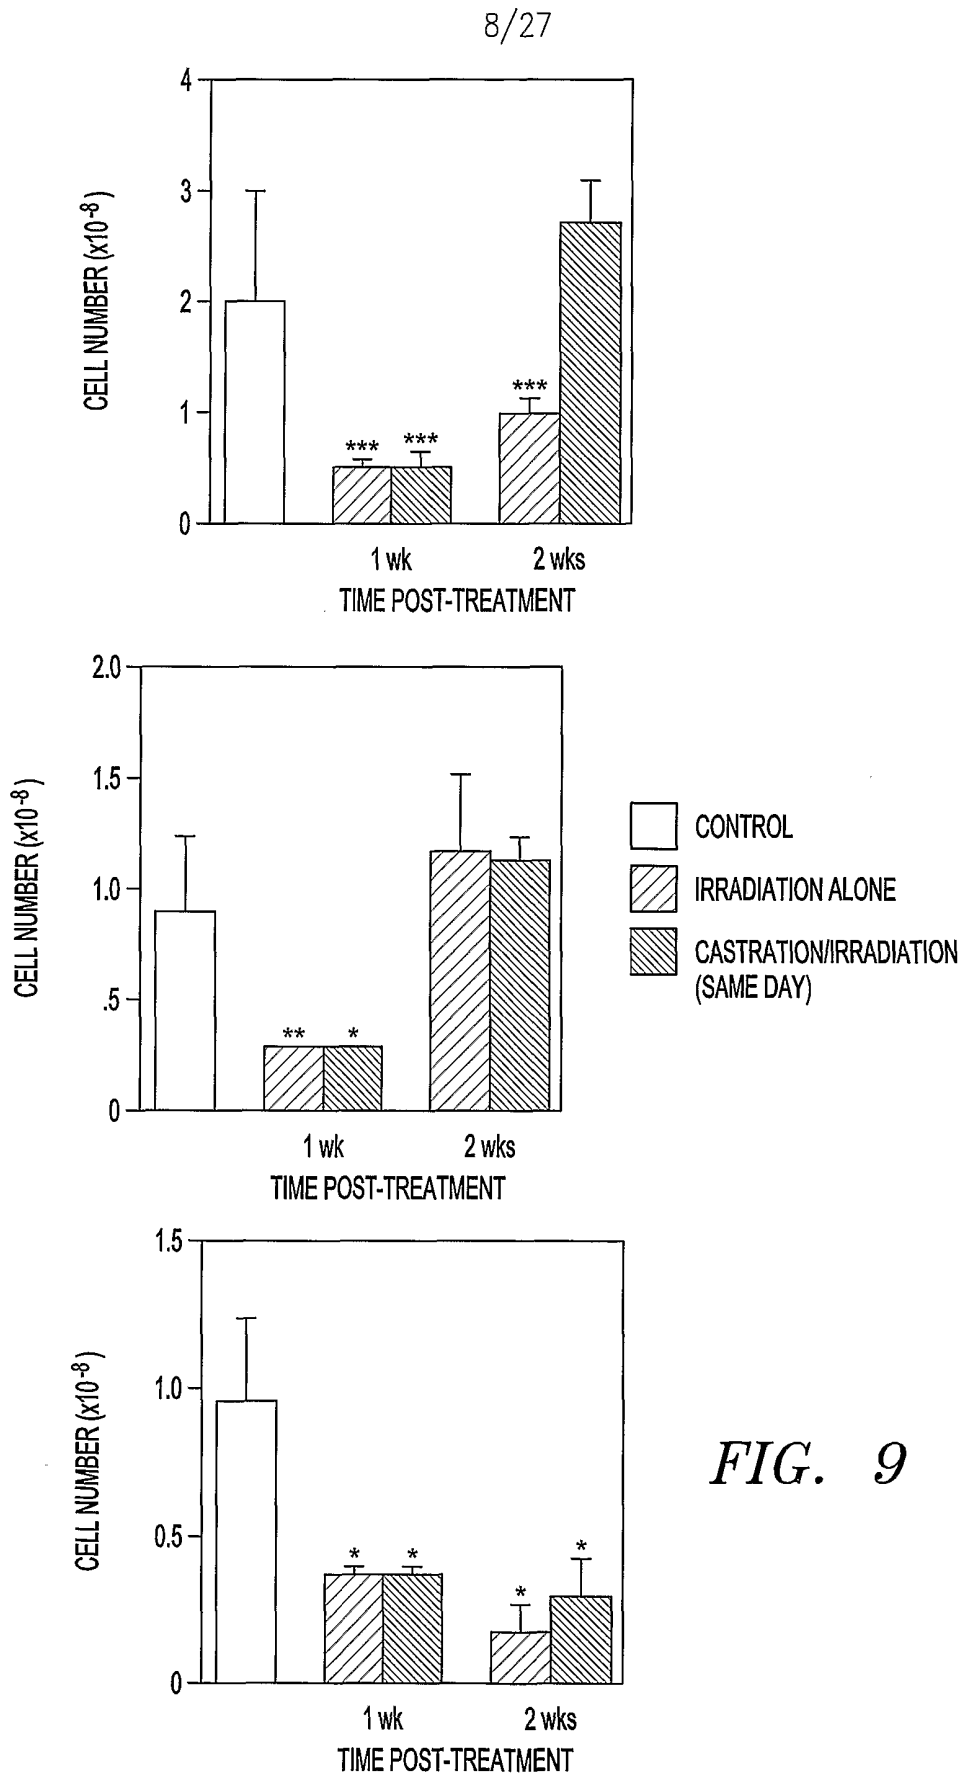 8/27
4
3
2
1
0
CELL NUMBER (x10-8)
***
***
***
1 wk
2 wks
TIME POST-TREATMENT
2.0
1.5
1.0
.5
0
CELL NUMBER (x10-8)
**
*
1 wk
2 wks
TIME POST-TREATMENT
CONTROL
IRRADIATION ALONE
CASTRATION/IRRADIATION
(SAME DAY)
1.5
1.0
0.5
0
CELL NUMBER (x10-8)
*
*
*
*
1 wk
2 wks
TIME POST-TREATMENT
FIG. 9